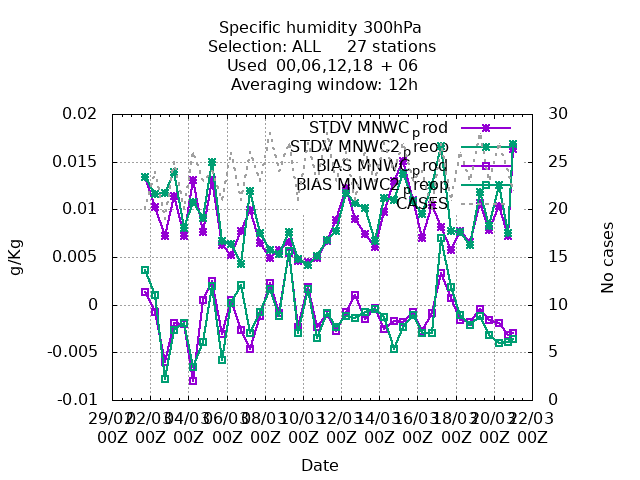 Specific humidity 300hPa
Selection: ALL 27 stations
Used 00,06,12,18 + 06
Averaging window: 12h
0.02
0.015
0.01
0.005
0
-0.005
-0.01
g/Kg
30
25
20
15
10
5
0
No cases
STDV MNWC_prod
STDV MNWC2_preop
BIAS MNWC_prod
BIAS MNWC2_preop
CASES
29/02 02/03 04/03 06/03 08/03 10/03 12/03 14/03 16/03 18/03 20/03 22/03
00Z 00Z 00Z 00Z 00Z 00Z 00Z 00Z 00Z 00Z 00Z 00Z
Date